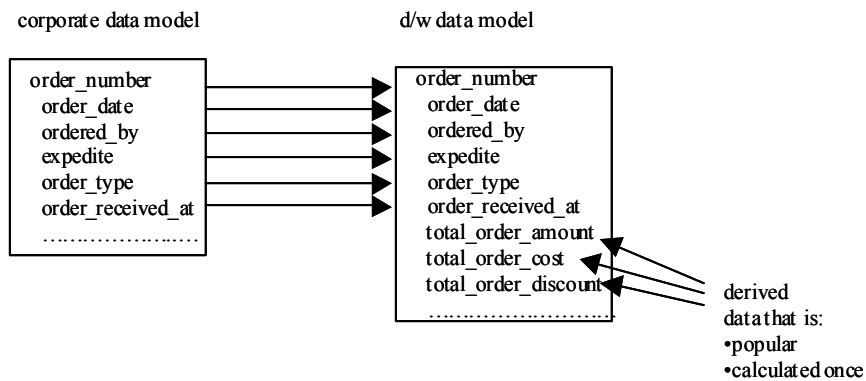 corporate data model
d/w data model
order_number
order_date
ordered_by
expedite
order_type
order_received_at
........................
order_number
order_date
ordered_by
expedite
order_type
order_received_at
total_order_amount
total_order_cost
total_order_discount
............................
derived
data that is:
•popular
•calculated once